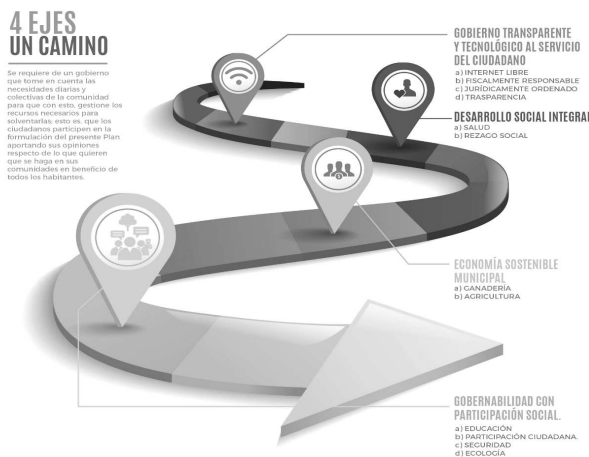 4 EJES
UN CAMINO
Se requiere de un gobierno
que tome en cuenta las
necesidades diarias y
colectivas de la comunidad
para que con esto, gestione los
recursos necesarios para
solventarlas; esto es, que los
ciudadanos participen en la
formulación del presente Plan
aportando sus opiniones
respecto de lo que quieren
que se haga en sus
comunidades en beneficio de
todos los habitantes.
GOBIERNO TRANSPARENTE
Y TECNOLÓGICO AL SERVICIO
DEL CIUDADANO
a) INTERNET LIBRE
b) FISCALMENTE RESPONSABLE
c) JURÍDICAMENTE ORDENADO
d) TRASPARENCIA
DESARROLLO SOCIAL INTEGRAL
a) SALUD
b) REZAGO SOCIAL
ECONOMÍA SOSTENIBLE
MUNICIPAL
a) GANADERÍA
b) AGRICULTURA
GOBERNABILIDAD CON
PARTICIPACIÓN SOCIAL.
a) EDUCACIÓN
b) PARTICIPACIÓN CIUDADANA.
c) SEGURIDAD
d) ECOLOGÍA